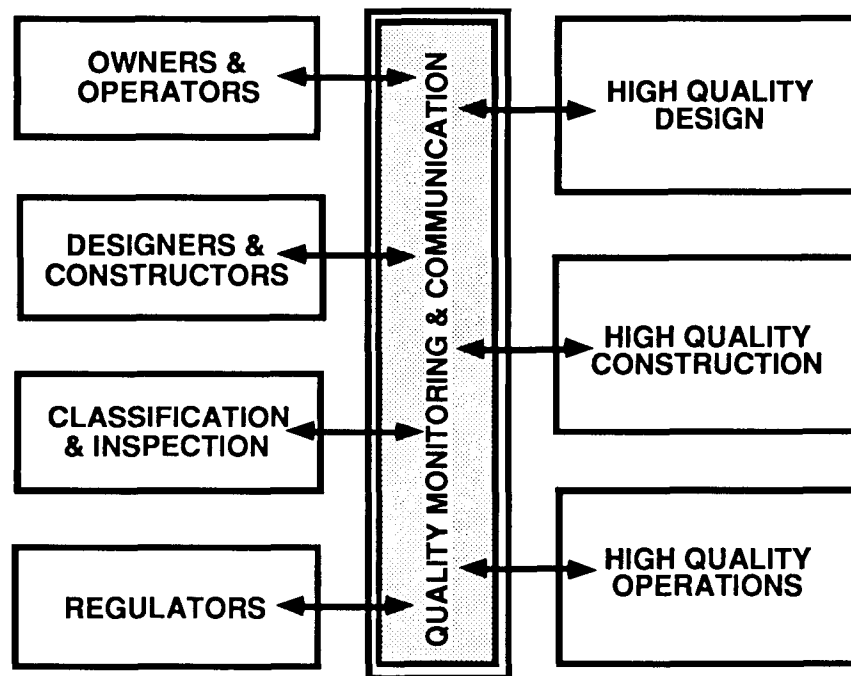 OWNERS &
OPERATORS
DESIGNERS &
CONSTRUCTORS
CLASSIFICATION
& INSPECTION
REGULATORS
QUALITY MONITORING & COMMUNICATION
HIGH QUALITY
DESIGN
HIGH QUALITY
CONSTRUCTION
HIGH QUALITY
OPERATIONS